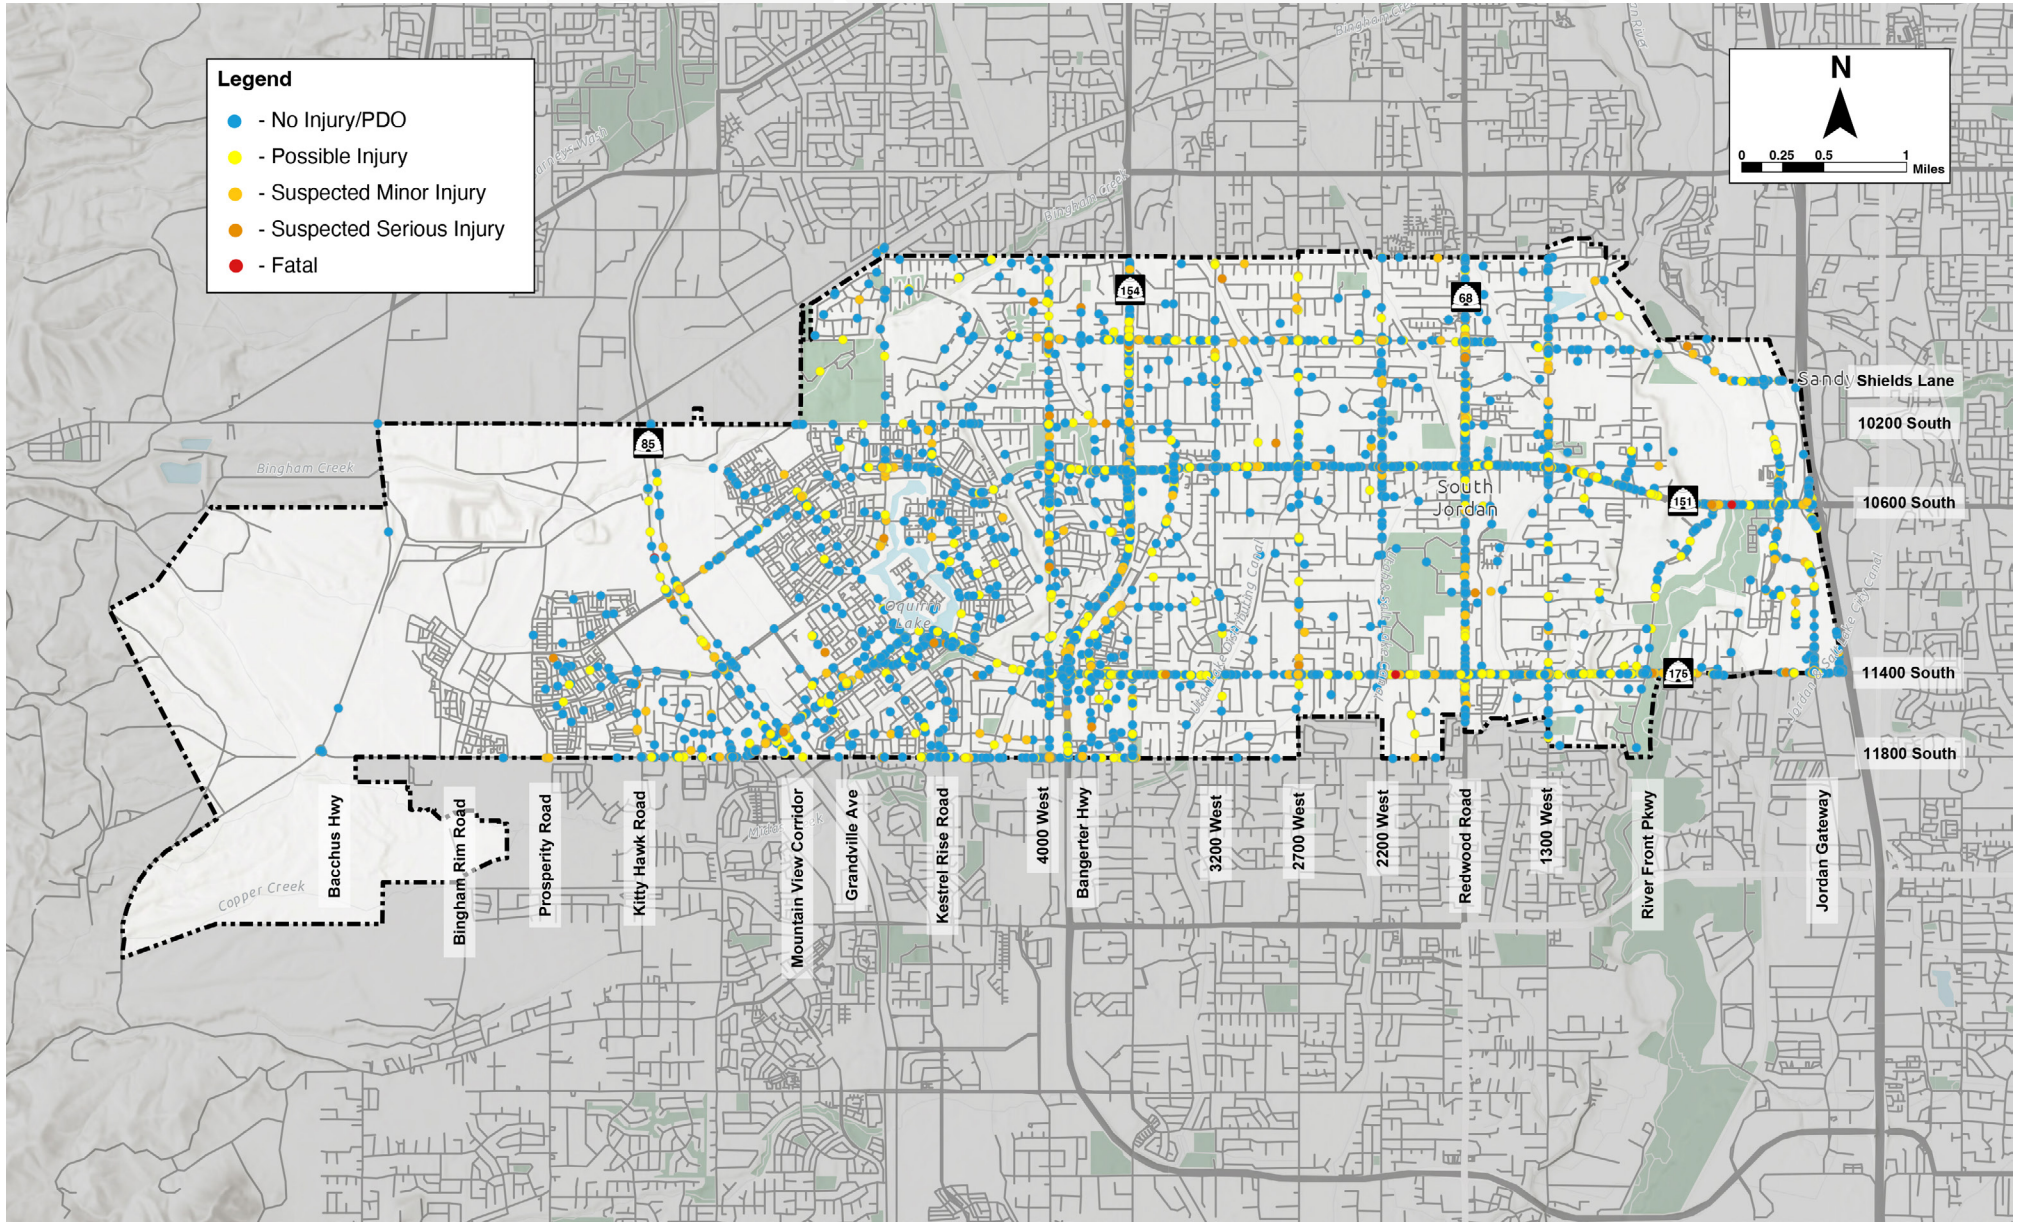 Legend
- No Injury/PDO
- Possible Injury
- Suspected Minor Injury
- Suspected Serious Injury
- Fatal
N
0 0.25 0.5 1
Miles
Bingham Creek
Bingham Creek
154
68
Sandy
Shields Lane
10200 South
85
Bingham Creek
South
Jordan
151
10600 South
Oquirrh
Lake
175
11400 South
11800 South
Copper Creek
Bacchus Hwy
Bingham Rim Road
Prosperity Road
Kitty Hawk Road
Mountain View Corridor
Grandville Ave
Kestrel Rise Road
4000 West
Bangerter Hwy
3200 West
2700 West
2200 West
Redwood Road
1300 West
River Front Pkwy
Jordan Gateway